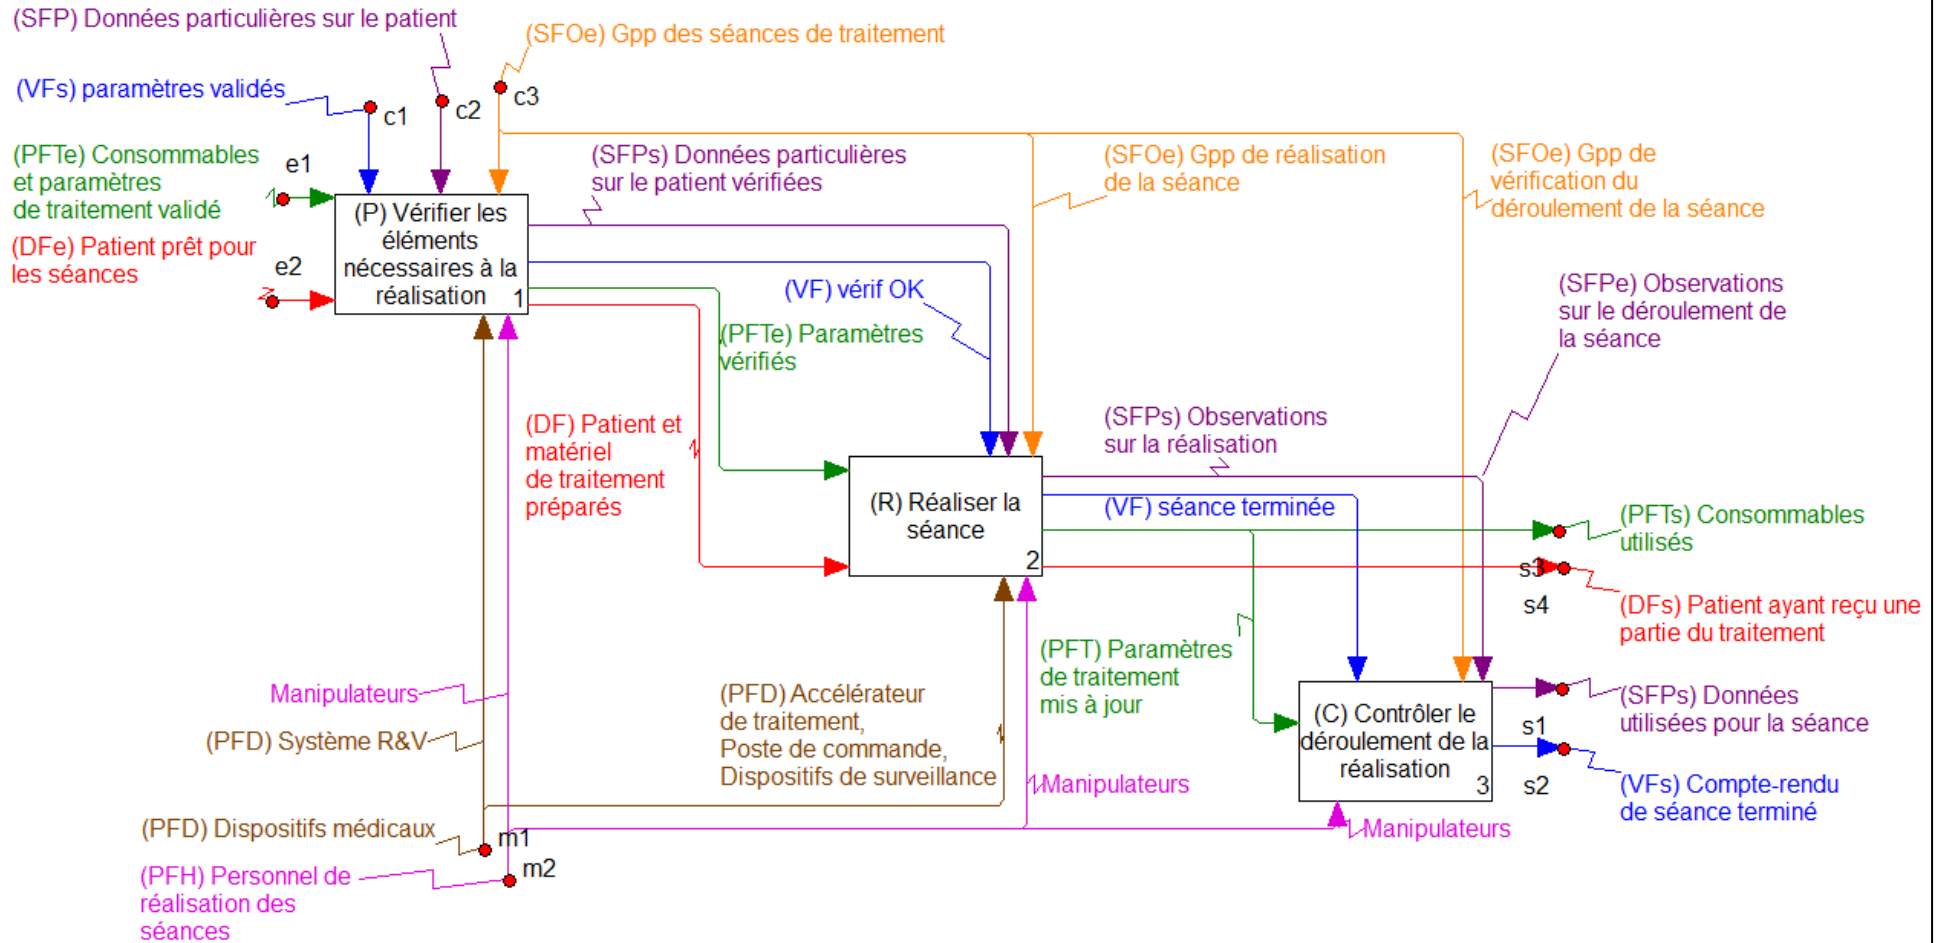 (SFP) Données particulières sur le patient
(SFOe) Gpp des séances de traitement
(VFs) paramètres validés
c1
c2
c3
(PFTe) Consommables
et paramètres
de traitement validé
e1
(DFe) Patient prêt pour
les séances
e2
(P) Vérifier les
éléments
nécessaires à la
réalisation
1
(SFPs) Données particulières
sur le patient vérifiées
(SFOe) Gpp de réalisation
de la séance
(SFOe) Gpp de
vérification du
déroulement de la séance
(VF) vérif OK
(PFTe) Paramètres
vérifiés
(SFPe) Observations
sur le déroulement de
la séance
(DF) Patient et
matériel
de traitement
préparés
(SFPs) Observations
sur la réalisation
(R) Réaliser la
séance
2
(VF) séance terminée
(PFTs) Consommables
utilisés
s3
s4
(DFs) Patient ayant reçu une
partie du traitement
(PFT) Paramètres
de traitement
mis à jour
Manipulateurs
(PFD) Système R&V
(PFD) Accélérateur
de traitement,
Poste de commande,
Dispositifs de surveillance
Manipulateurs
(C) Contrôler le
déroulement de la
réalisation
3
(SFPs) Données
utilisées pour la séance
s1
s2
(VFs) Compte-rendu
de séance terminé
Manipulateurs
(PFD) Dispositifs médicaux
m1
m2
(PFH) Personnel de
réalisation des
séances